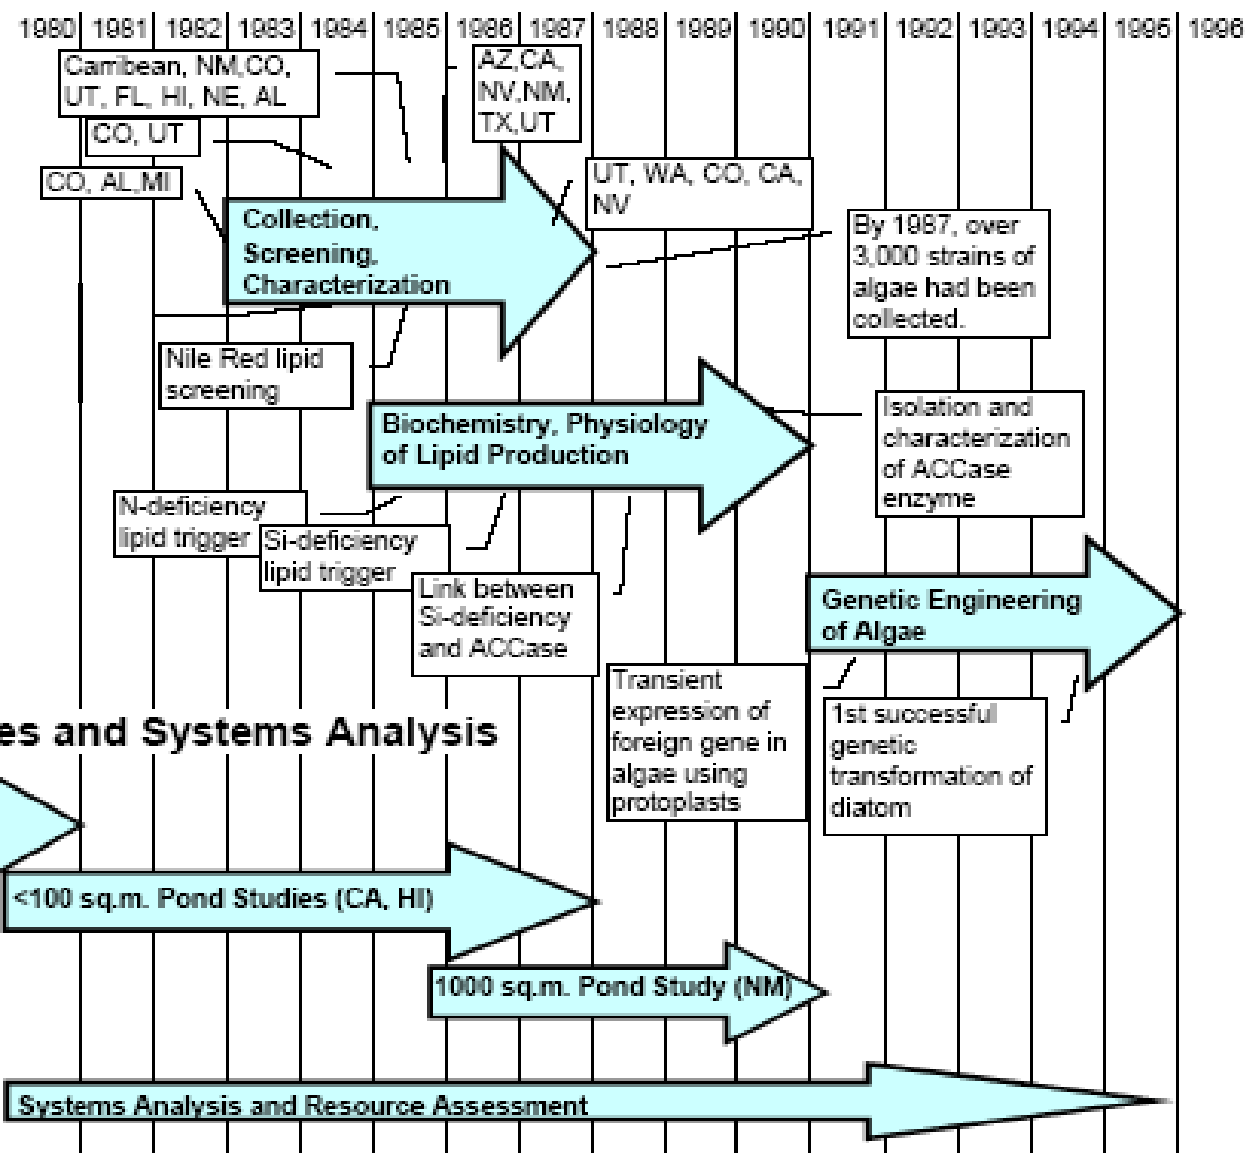 1980 1981 1982 1983 1984 1985 1986 1987 1988 1989 1990 1991 1992 1993 1994 1995 1996
Carribean, NM,CO,
UT, FL, HI, NE, AL
AZ,CA,
NV,NM,
TX,UT
CO, UT
CO, AL,MI
UT, WA, CO, CA,
NV
Collection,
Screening,
Characterization
By 1987, over
3,000 strains of
algae had been
collected.
Nile Red lipid
screening
Biochemistry, Physiology
of Lipid Production
Isolation and
characterization
of ACCase
enzyme
N-deficiency
lipid trigger
Si-deficiency
lipid trigger
Link between
Si-deficiency
and ACCase
Genetic Engineering
of Algae
Transient
expression of
foreign gene in
algae using
protoplasts
1st successful
genetic
transformation of
diatom
es and Systems Analysis
<100 sq.m. Pond Studies (CA, HI)
1000 sq.m. Pond Study (NM)
Systems Analysis and Resource Assessment